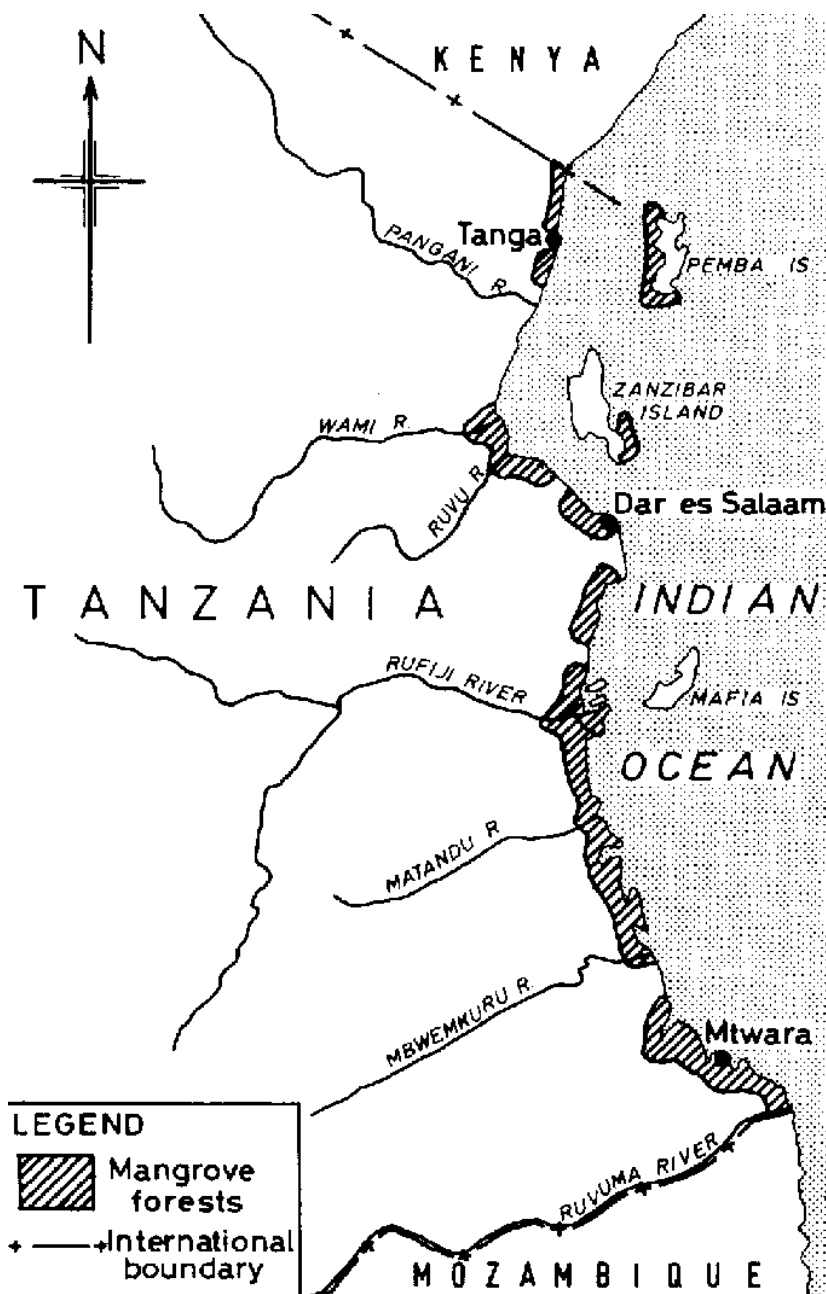 N
KENYA
Tanga
PANGANI R.
PEMBA IS
ZANZIBAR
ISLAND
WAMI R.
RUVU R.
Dar es Salaam
TANZANIA
INDIAN
OCEAN
RUFIJI RIVER
MAFIA IS
MATANDU R
MBWEMKURU R.
Mtwara
LEGEND
Mangrove
forests
International
boundary
RUVUMA RIVER
MOZAMBIQUE